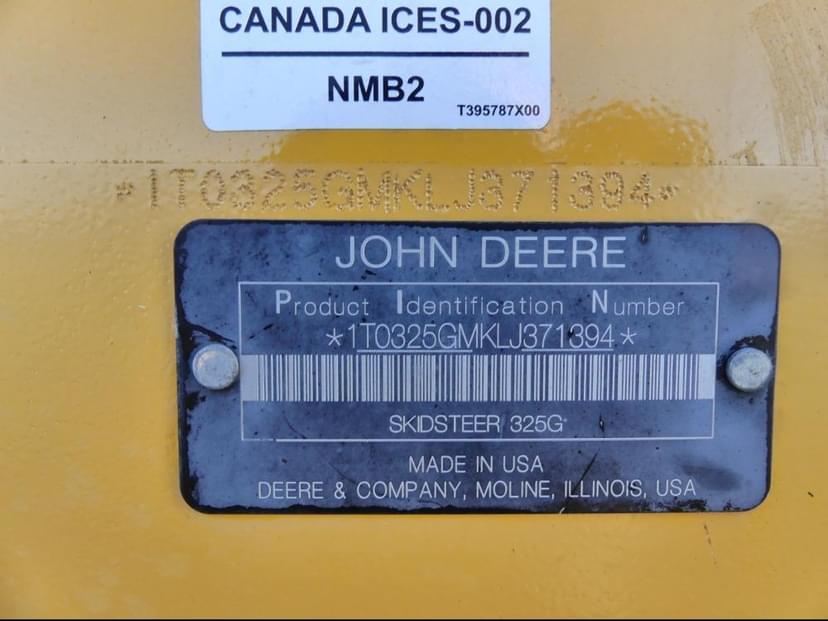 CANADA ICES-002
NMB2
T395787X00
*1T0325GMKLJ371394*
JOHN DEERE
Product Identification Number
*1T0325GMKLJ371394*
SKIDSTEER 325G
MADE IN USA
DEERE & COMPANY, MOLINE, ILLINOIS, USA